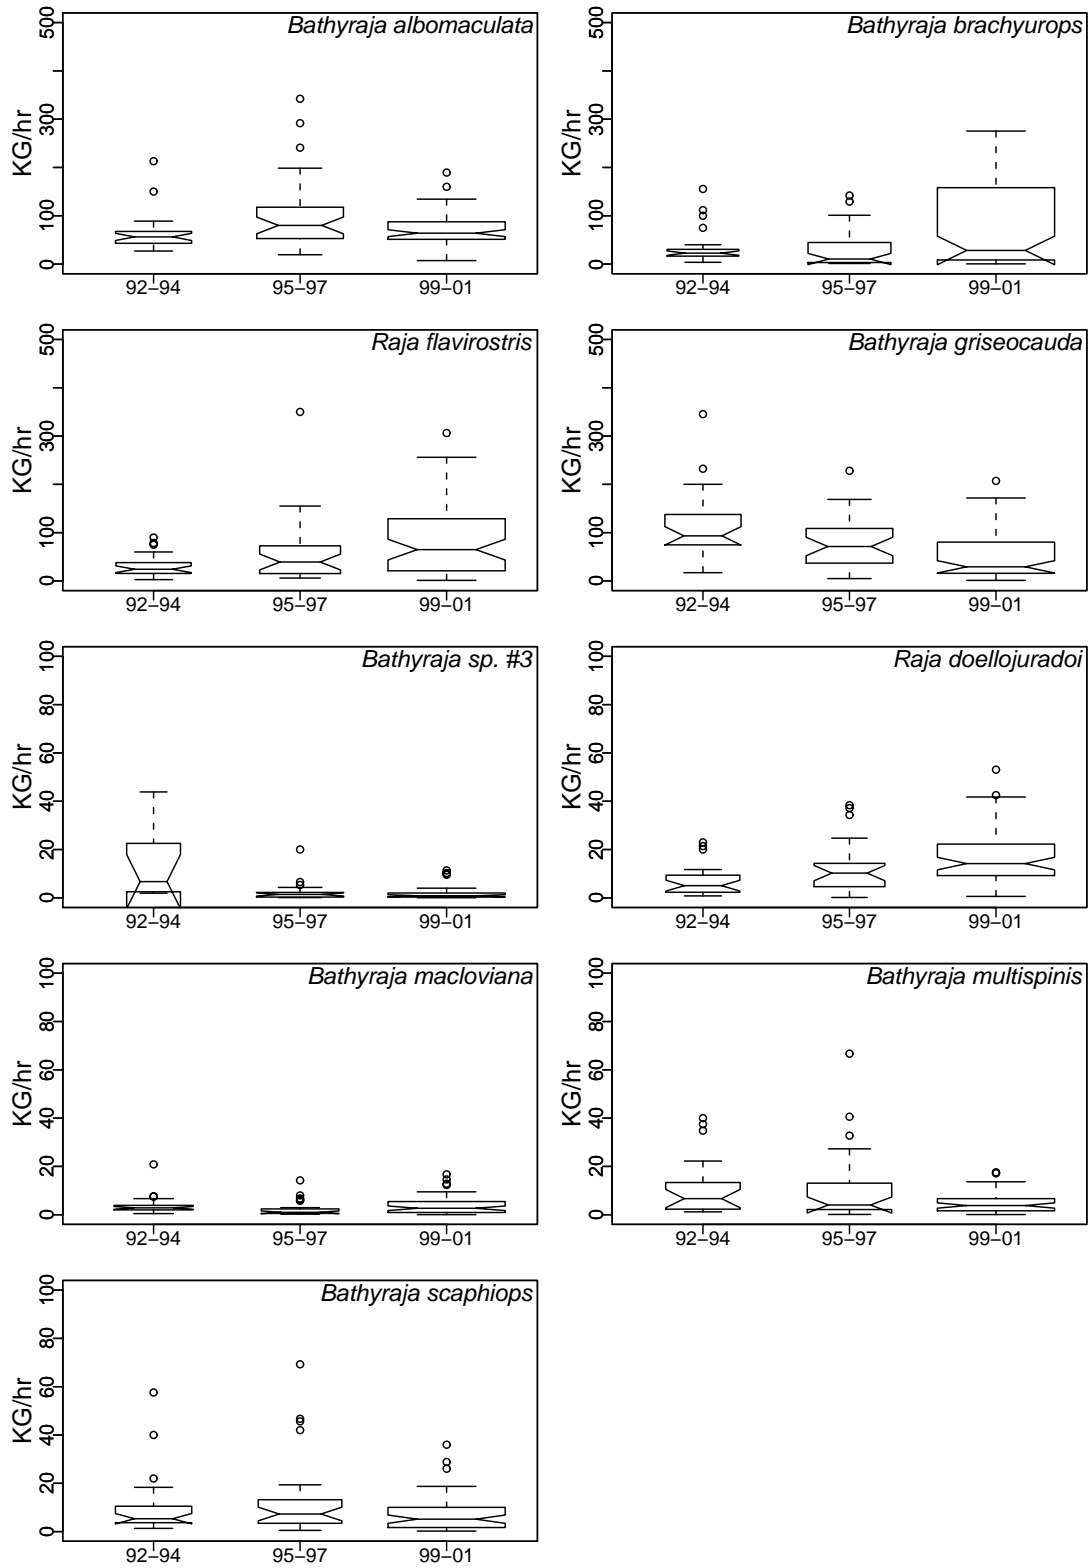 Bathyraja albomaculata
KG/hr
0 100 300 500
92–94 95–97 99–01
Bathyraja brachyurops
KG/hr
0 100 300 500
92–94 95–97 99–01
Raja flavirostris
KG/hr
0 100 300 500
92–94 95–97 99–01
Bathyraja griseocauda
KG/hr
0 100 300 500
92–94 95–97 99–01
Bathyraja sp. #3
KG/hr
0 20 40 60 80 100
92–94 95–97 99–01
Raja doellojuradoi
KG/hr
0 20 40 60 80 100
92–94 95–97 99–01
Bathyraja macloviana
KG/hr
0 20 40 60 80 100
92–94 95–97 99–01
Bathyraja multispinis
KG/hr
0 20 40 60 80 100
92–94 95–97 99–01
Bathyraja scaphiops
KG/hr
0 20 40 60 80 100
92–94 95–97 99–01